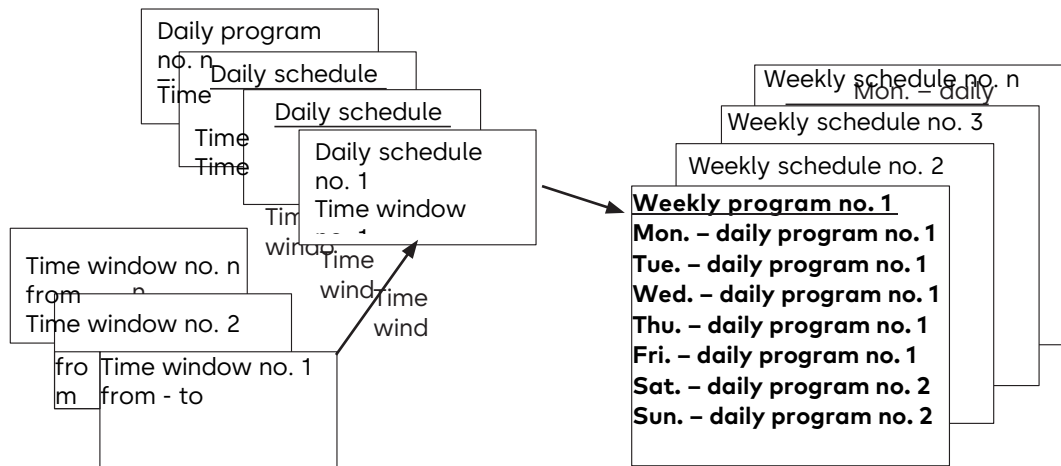 Daily program
no. n
Time
Daily schedule
Time
Time
Daily schedule
Daily schedule
no. 1
Time window
no. 1
Time
windo
Time
wind
Time
wind
Time window no. n
from n
Time window no. 2
fro
m
Time window no. 1
from - to
Weekly schedule no. n
Mon. – daily
Weekly schedule no. 3
Weekly schedule no. 2
Weekly program no. 1
Mon. – daily program no. 1
Tue. – daily program no. 1
Wed. – daily program no. 1
Thu. – daily program no. 1
Fri. – daily program no. 1
Sat. – daily program no. 2
Sun. – daily program no. 2